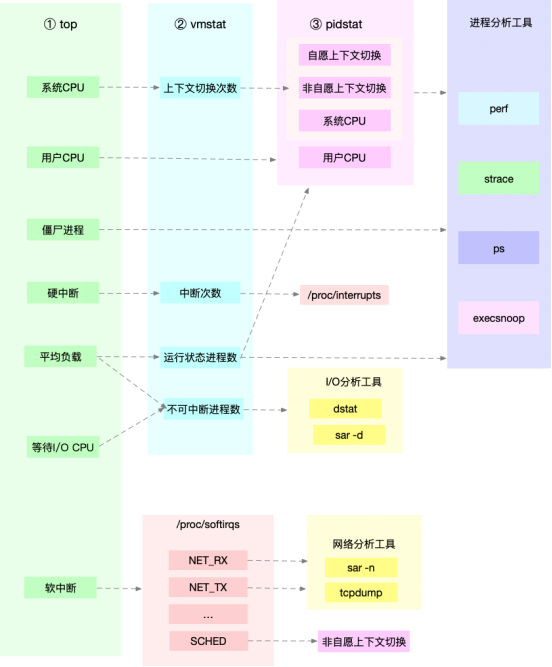 ① top
② vmstat
③ pidstat
进程分析工具
自愿上下文切换
系统CPU
上下文切换次数
非自愿上下文切换
perf
系统CPU
用户CPU
用户CPU
strace
僵尸进程
ps
硬中断
中断次数
/proc/interrupts
execsnoop
平均负载
运行状态进程数
I/O分析工具
不可中断进程数
dstat
sar -d
等待I/O CPU
/proc/softirqs
网络分析工具
NET_RX
sar -n
软中断
NET_TX
tcpdump
...
SCHED
非自愿上下文切换